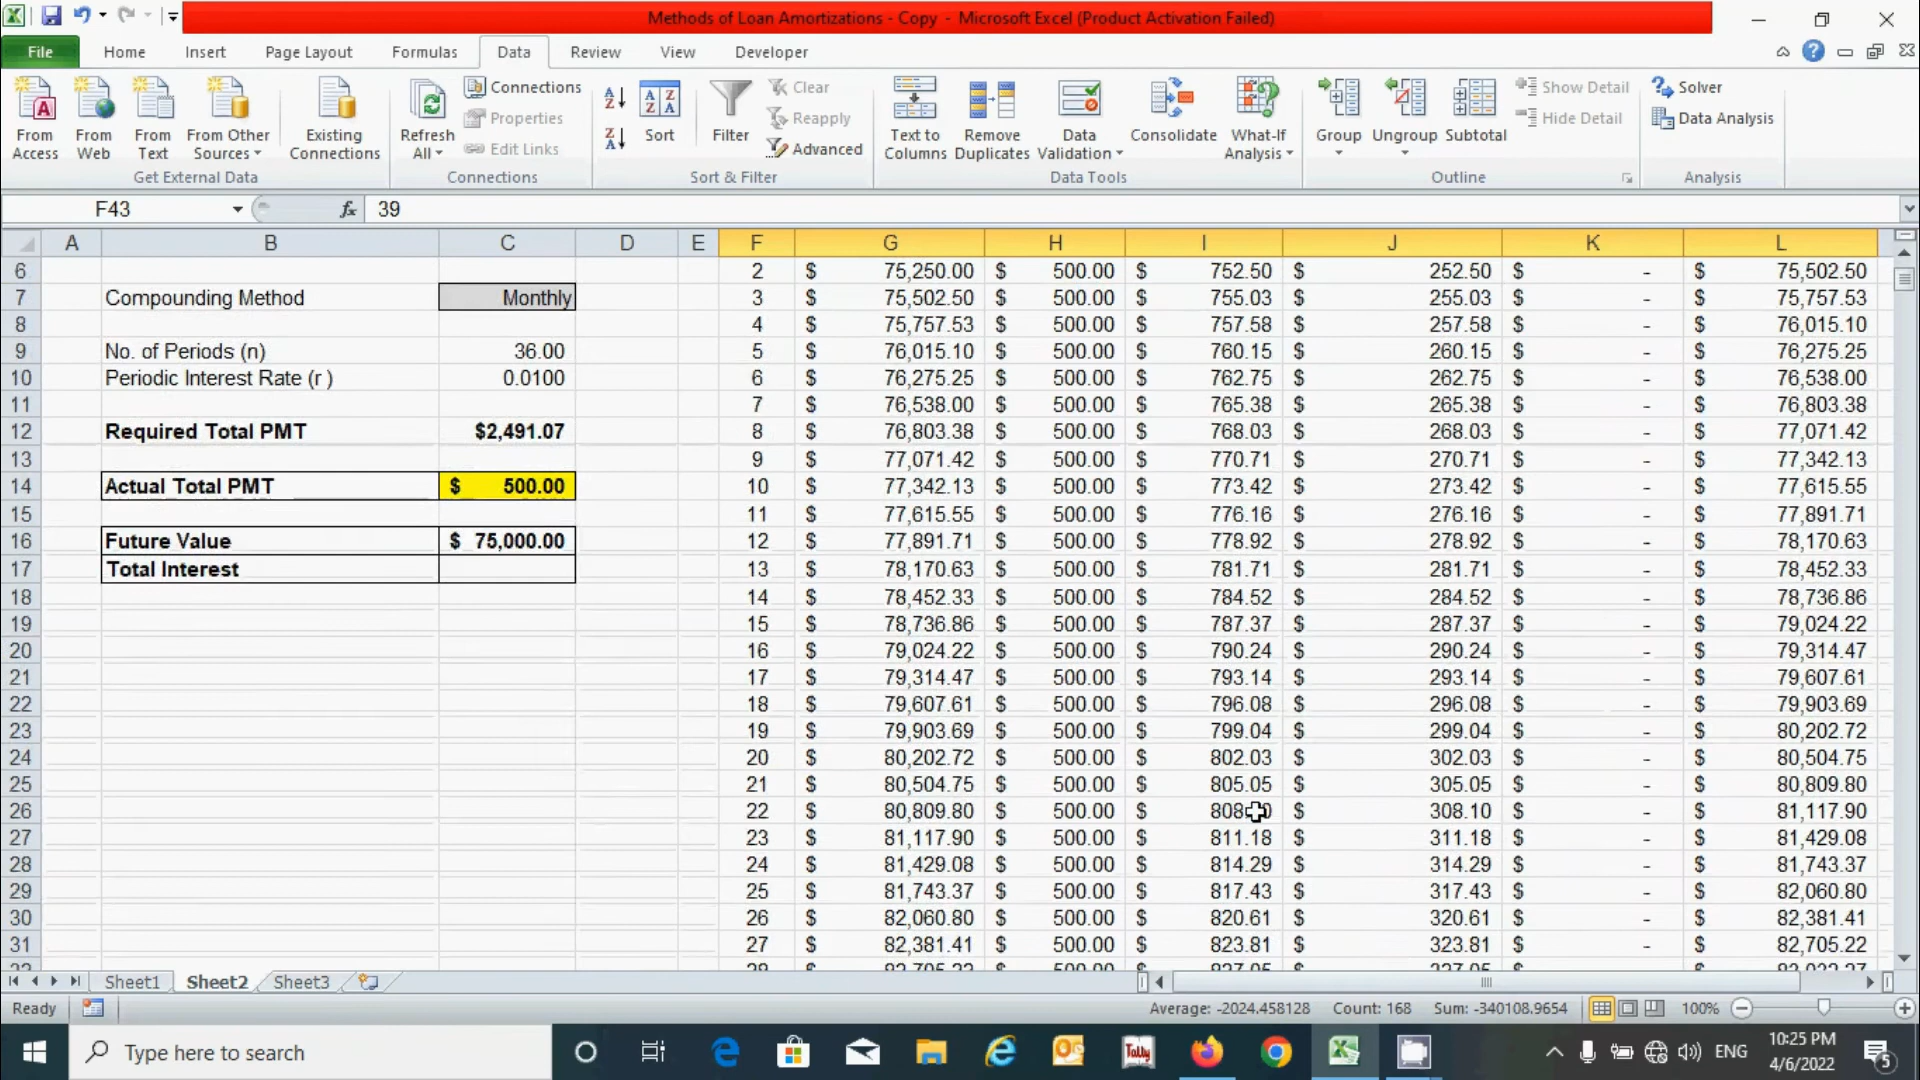 Methods of Loan Amortizations - Copy - Microsoft Excel (Product Activation Failed)
File Home Insert Page Layout Formulas Data Review View Developer
From Access
From Web
From Text
From Other Sources
Existing Connections
Get External Data
Refresh All
Connections
Properties
Edit Links
Connections
Sort
Filter
Clear
Reapply
Advanced
Sort & Filter
Text to Columns
Remove Duplicates
Data Validation
Consolidate
What-If Analysis
Data Tools
Group
Ungroup
Subtotal
Show Detail
Hide Detail
Outline
Solver
Data Analysis
Analysis
F43 fx 39
A B C D E F G H I J K L
6 2 $ 75,250.00 $ 500.00 $ 752.50 $ 252.50 $ - $ 75,502.50
7 Compounding Method Monthly 3 $ 75,502.50 $ 500.00 $ 755.03 $ 255.03 $ - $ 75,757.53
8 4 $ 75,757.53 $ 500.00 $ 757.58 $ 257.58 $ - $ 76,015.10
9 No. of Periods (n) 36.00 5 $ 76,015.10 $ 500.00 $ 760.15 $ 260.15 $ - $ 76,275.25
10 Periodic Interest Rate (r ) 0.0100 6 $ 76,275.25 $ 500.00 $ 762.75 $ 262.75 $ - $ 76,538.00
11 7 $ 76,538.00 $ 500.00 $ 765.38 $ 265.38 $ - $ 76,803.38
12 Required Total PMT $2,491.07 8 $ 76,803.38 $ 500.00 $ 768.03 $ 268.03 $ - $ 77,071.42
13 9 $ 77,071.42 $ 500.00 $ 770.71 $ 270.71 $ - $ 77,342.13
14 Actual Total PMT $ 500.00 10 $ 77,342.13 $ 500.00 $ 773.42 $ 273.42 $ - $ 77,615.55
15 11 $ 77,615.55 $ 500.00 $ 776.16 $ 276.16 $ - $ 77,891.71
16 Future Value $ 75,000.00 12 $ 77,891.71 $ 500.00 $ 778.92 $ 278.92 $ - $ 78,170.63
17 Total Interest 13 $ 78,170.63 $ 500.00 $ 781.71 $ 281.71 $ - $ 78,452.33
18 14 $ 78,452.33 $ 500.00 $ 784.52 $ 284.52 $ - $ 78,736.86
19 15 $ 78,736.86 $ 500.00 $ 787.37 $ 287.37 $ - $ 79,024.22
20 16 $ 79,024.22 $ 500.00 $ 790.24 $ 290.24 $ - $ 79,314.47
21 17 $ 79,314.47 $ 500.00 $ 793.14 $ 293.14 $ - $ 79,607.61
22 18 $ 79,607.61 $ 500.00 $ 796.08 $ 296.08 $ - $ 79,903.69
23 19 $ 79,903.69 $ 500.00 $ 799.04 $ 299.04 $ - $ 80,202.72
24 20 $ 80,202.72 $ 500.00 $ 802.03 $ 302.03 $ - $ 80,504.75
25 21 $ 80,504.75 $ 500.00 $ 805.05 $ 305.05 $ - $ 80,809.80
26 22 $ 80,809.80 $ 500.00 $ $ 308.10 $ - $ 81,117.90
27 23 $ 81,117.90 $ 500.00 $ 811.18 $ 311.18 $ - $ 81,429.08
28 24 $ 81,429.08 $ 500.00 $ 814.29 $ 314.29 $ - $ 81,743.37
29 25 $ 81,743.37 $ 500.00 $ 817.43 $ 317.43 $ - $ 82,060.80
30 26 $ 82,060.80 $ 500.00 $ 820.61 $ 320.61 $ - $ 82,381.41
31 27 $ 82,381.41 $ 500.00 $ 823.81 $ 323.81 $ - $ 82,705.22
Sheet1 Sheet2 Sheet3
Ready Average: -2024.458128 Count: 168 Sum: -340108.9654 100%
Type here to search Tally ENG 10:25 PM
4/6/2022 5